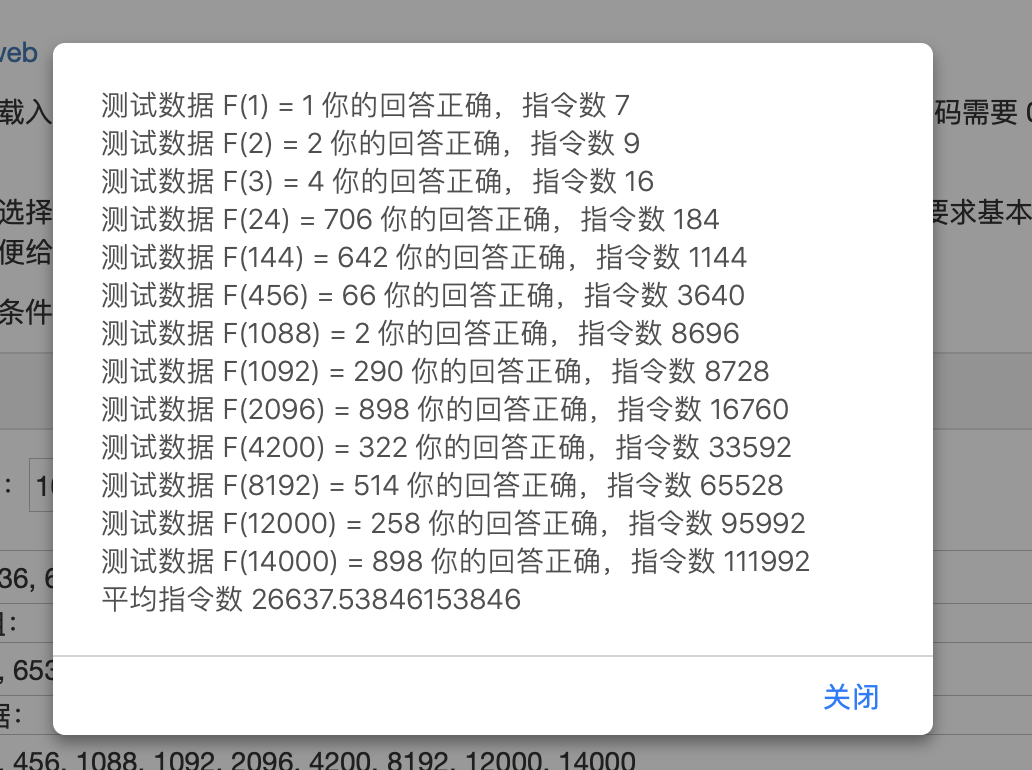 载入
码需要
选择
要求基本
便给
条件
测试数据 F(1) = 1 你的回答正确，指令数 7
测试数据 F(2) = 2 你的回答正确，指令数 9
测试数据 F(3) = 4 你的回答正确，指令数 16
测试数据 F(24) = 706 你的回答正确，指令数 184
测试数据 F(144) = 642 你的回答正确，指令数 1144
测试数据 F(456) = 66 你的回答正确，指令数 3640
测试数据 F(1088) = 2 你的回答正确，指令数 8696
测试数据 F(1092) = 290 你的回答正确，指令数 8728
测试数据 F(2096) = 898 你的回答正确，指令数 16760
测试数据 F(4200) = 322 你的回答正确，指令数 33592
测试数据 F(8192) = 514 你的回答正确，指令数 65528
测试数据 F(12000) = 258 你的回答正确，指令数 95992
测试数据 F(14000) = 898 你的回答正确，指令数 111992
平均指令数 26637.53846153846
关闭
, 456, 1088, 1092, 2096, 4200, 8192, 12000, 14000